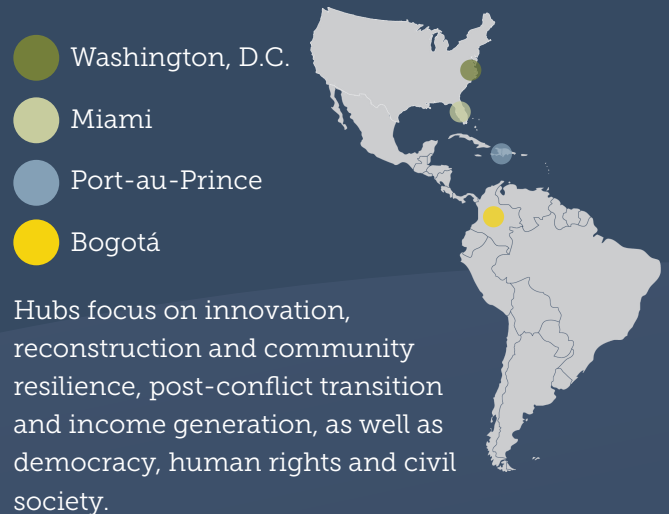 Washington, D.C.
Miami
Port-au-Prince
Bogotá
Hubs focus on innovation,
reconstruction and community
resilience, post-conflict transition
and income generation, as well as
democracy, human rights and civil
society.